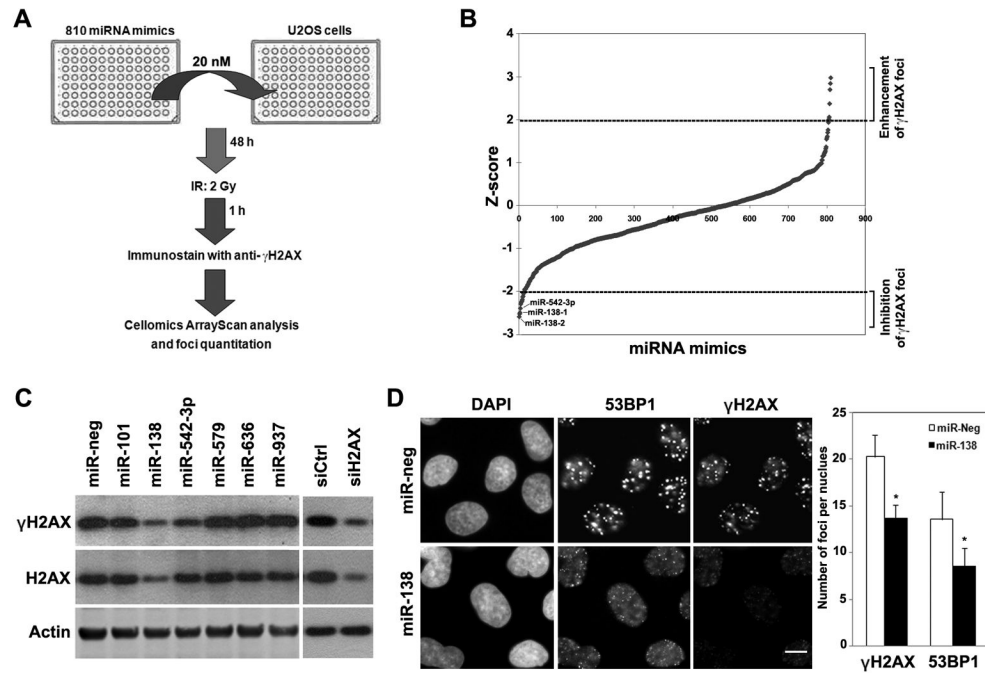 A
810 miRNA mimics
U2OS cells
20 nM
48 h
IR: 2 Gy
1 h
Immunostain with anti-γH2AX
Cellomics ArrayScan analysis
and foci quantitation
B
Z-score
4
3
2
1
0
-1
-2
-3
0
100
200
300
400
500
600
700
800
900
miR-542-3p
miR-138-1
miR-138-2
miRNA mimics
Enhancement
of γH2AX foci
Inhibition
of γH2AX foci
C
miR-neg
miR-101
miR-138
miR-542-3p
miR-579
miR-636
miR-937
siCtrl
siH2AX
γH2AX
H2AX
Actin
D
DAPI
53BP1
γH2AX
miR-neg
miR-138
Number of foci per nuclues
25
20
15
10
5
0
miR-Neg
miR-138
*
*
γH2AX
53BP1